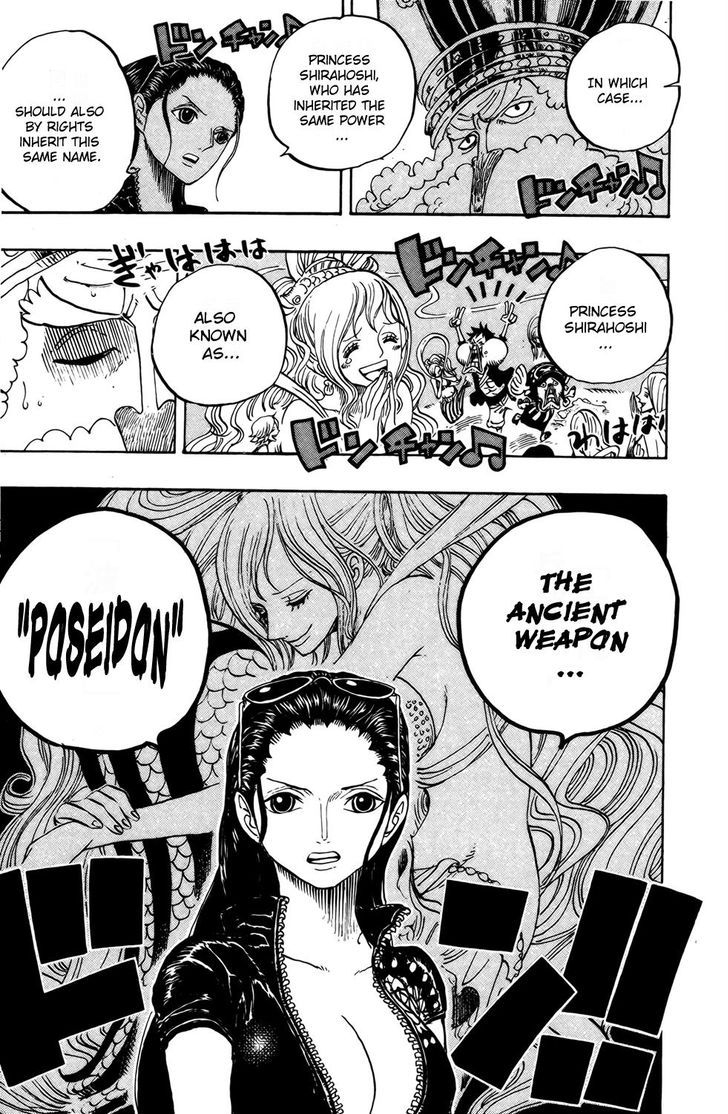 IN WHICH
CASE...
PRINCESS
SHIRAHOSHI,
WHO HAS
INHERITED THE
SAME POWER
...
...
SHOULD ALSO
BY RIGHTS
INHERIT THIS
SAME NAME.
ドンチャン♫
ドンチャン♫
PRINCESS
SHIRAHOSHI
...
ALSO
KNOWN
AS...
ドンチャン♫
ぎゃはははは
わははは
ドンチャン♫
THE
ANCIENT
WEAPON
...
"POSEIDON"
ドン!!